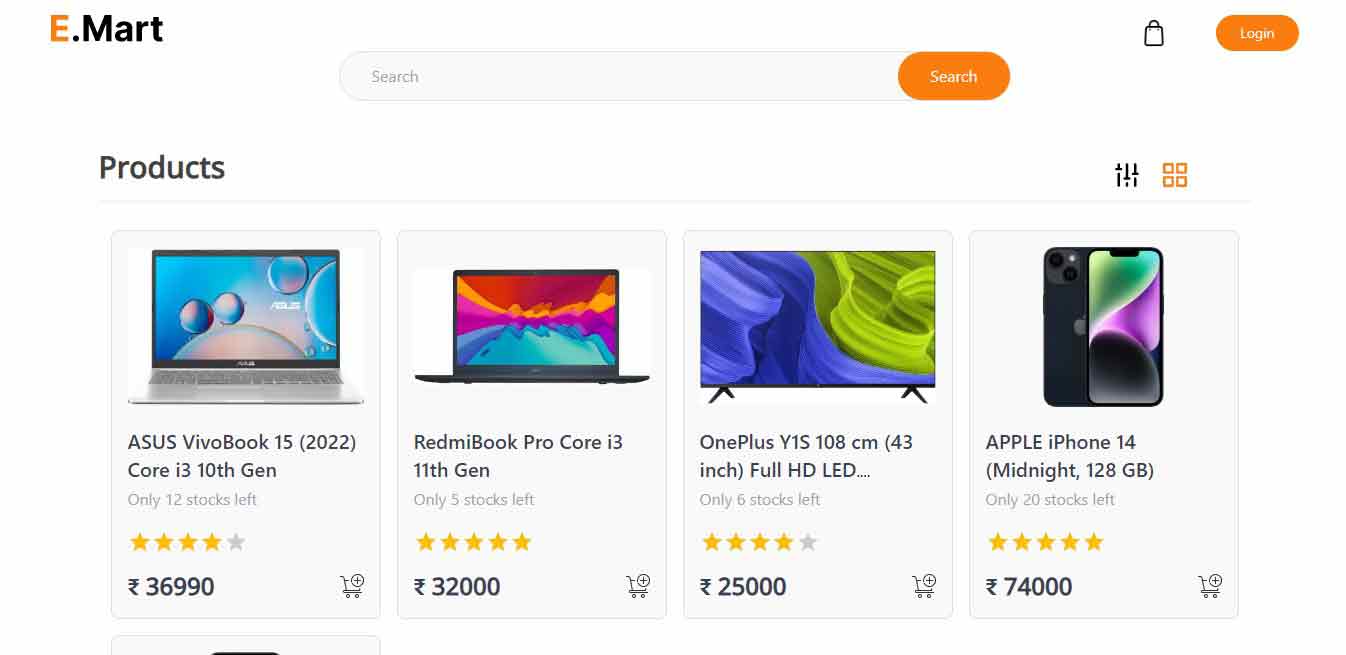 E.Mart
Login
Search
Search
Products
ASUS
ASUS
ASUS VivoBook 15 (2022)
Core i3 10th Gen
Only 12 stocks left
₹ 36990
RedmiBook Pro Core i3
11th Gen
Only 5 stocks left
₹ 32000
OnePlus Y1S 108 cm (43
inch) Full HD LED....
Only 6 stocks left
₹ 25000
APPLE iPhone 14
(Midnight, 128 GB)
Only 20 stocks left
₹ 74000